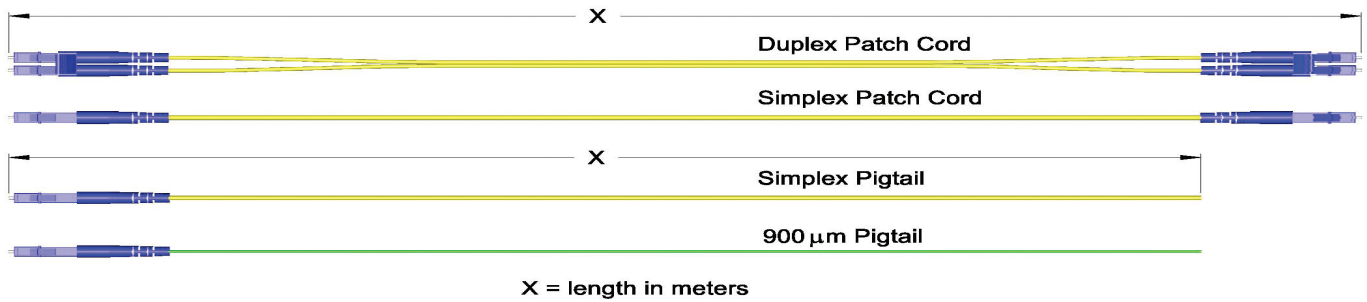 X
Duplex Patch Cord
Simplex Patch Cord
X
Simplex Pigtail
900 µm Pigtail
X = length in meters